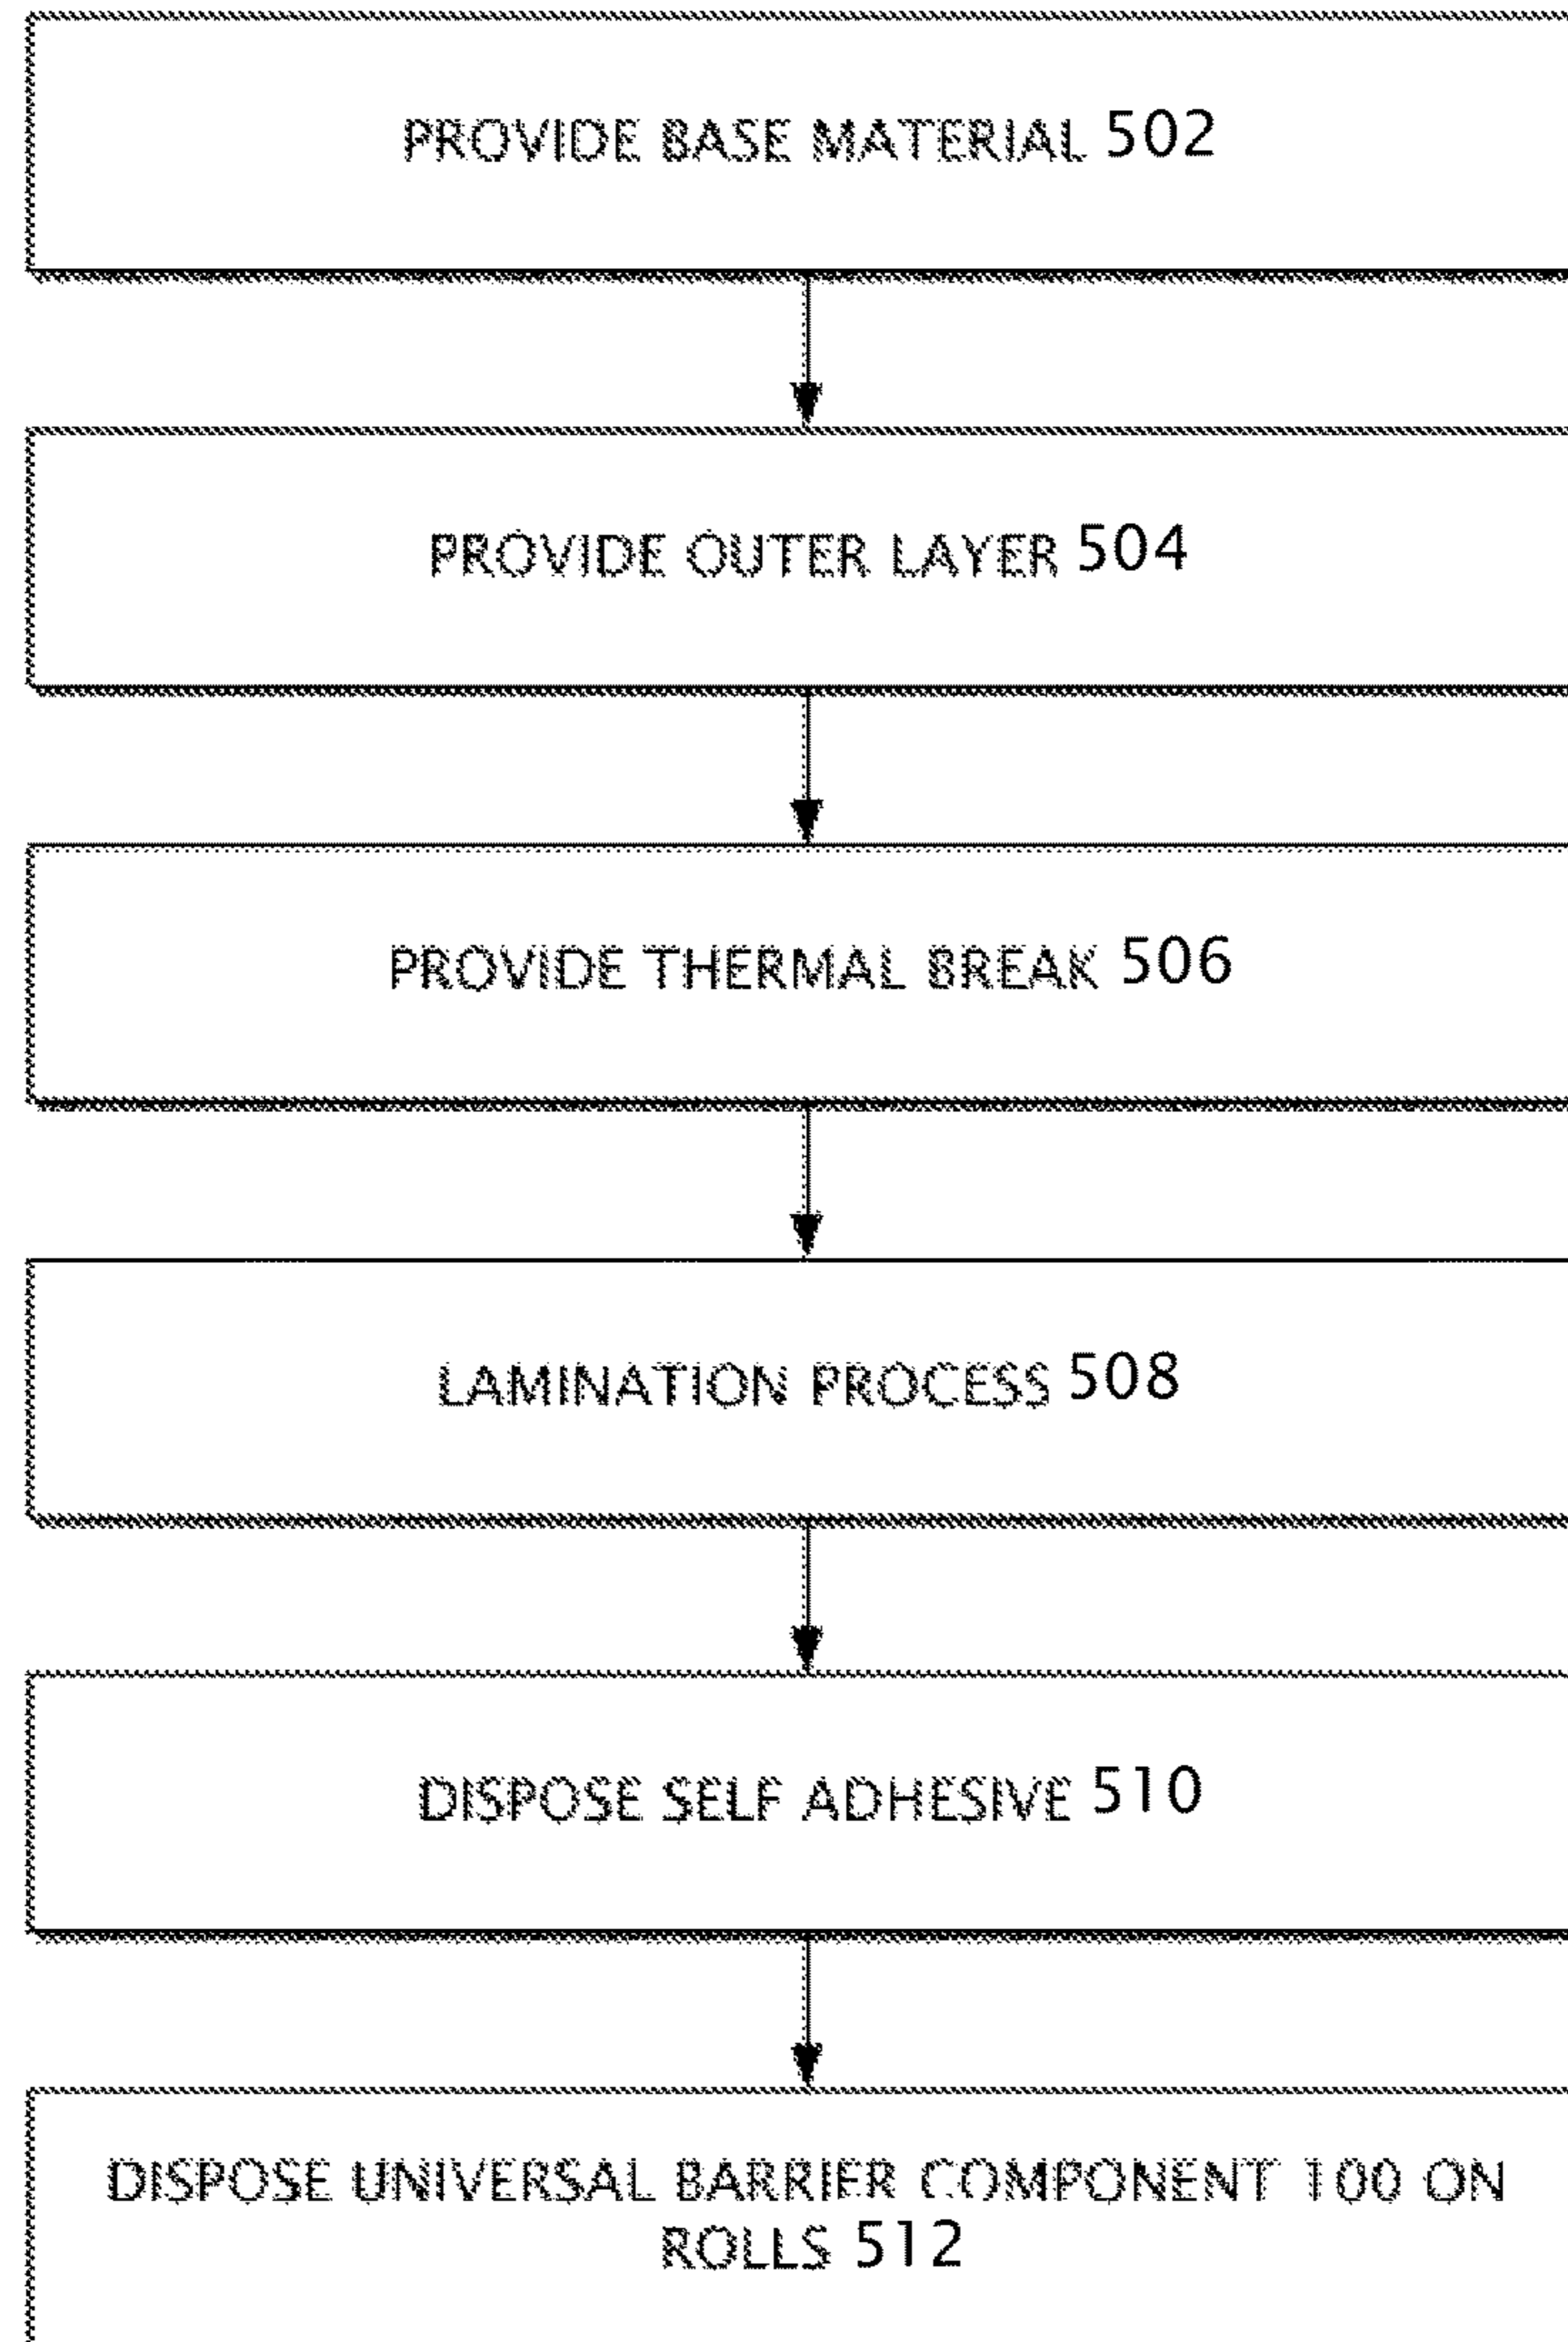 PROVIDE BASE MATERIAL 502
PROVIDE OUTER LAYER 504
PROVIDE THERMAL BREAK 506
LAMINATION PROCESS 508
DISPOSE SELF ADHESIVE 510
DISPOSE UNIVERSAL BARRIER COMPONENT 100 ON
ROLLS 512